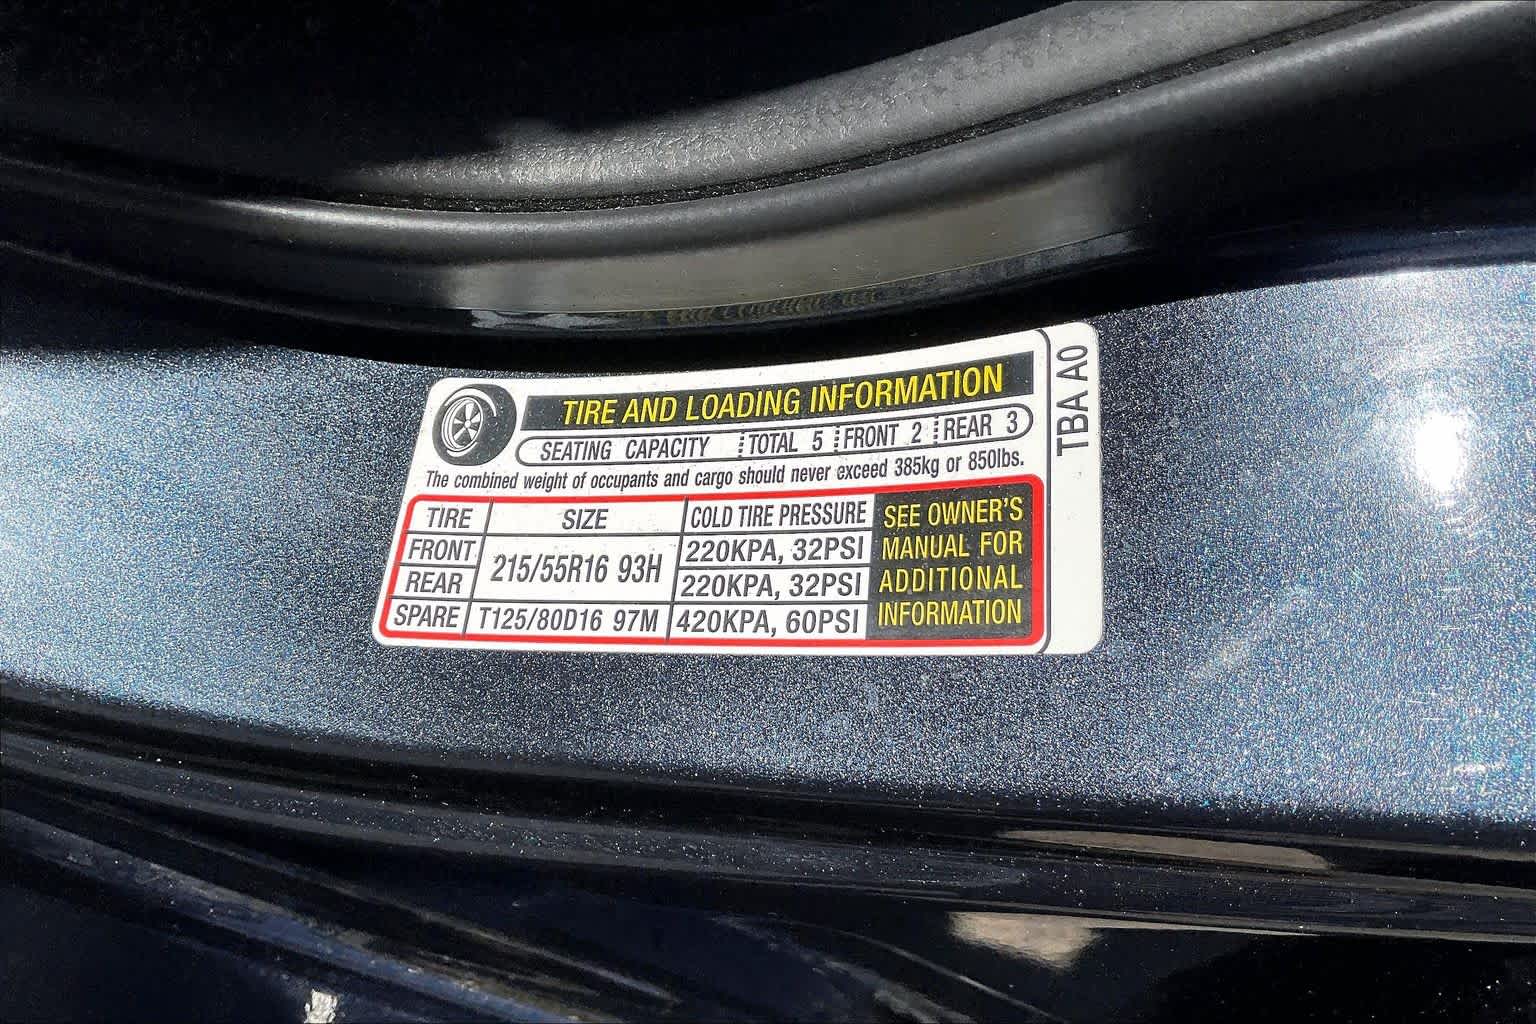 TIRE AND LOADING INFORMATION
SEATING CAPACITY TOTAL 5 FRONT 2 REAR 3
The combined weight of occupants and cargo should never exceed 385kg or 850lbs.
TIRE SIZE COLD TIRE PRESSURE
FRONT 215/55R16 93H 220KPA, 32PSI
REAR 220KPA, 32PSI
SPARE T125/80D16 97M 420KPA, 60PSI
SEE OWNER'S
MANUAL FOR
ADDITIONAL
INFORMATION
TBA A0